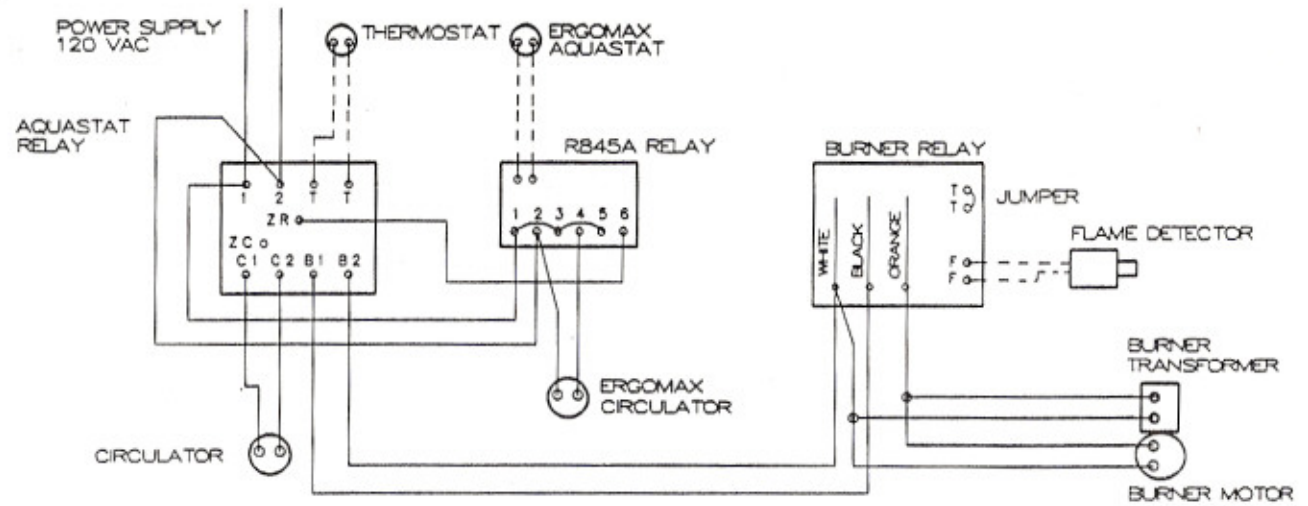 POWER SUPPLY
120 VAC
THERMOSTAT
ERGOMAX
AQUASTAT
AQUASTAT
RELAY
R845A RELAY
BURNER RELAY
1 2 T T
ZR
ZC
C1 C2 B1 B2
1 2 3 4 5 6
WHITE
BLACK
ORANGE
T
T
JUMPER
F
F
FLAME DETECTOR
BURNER
TRANSFORMER
ERGOMAX
CIRCULATOR
CIRCULATOR
BURNER MOTOR